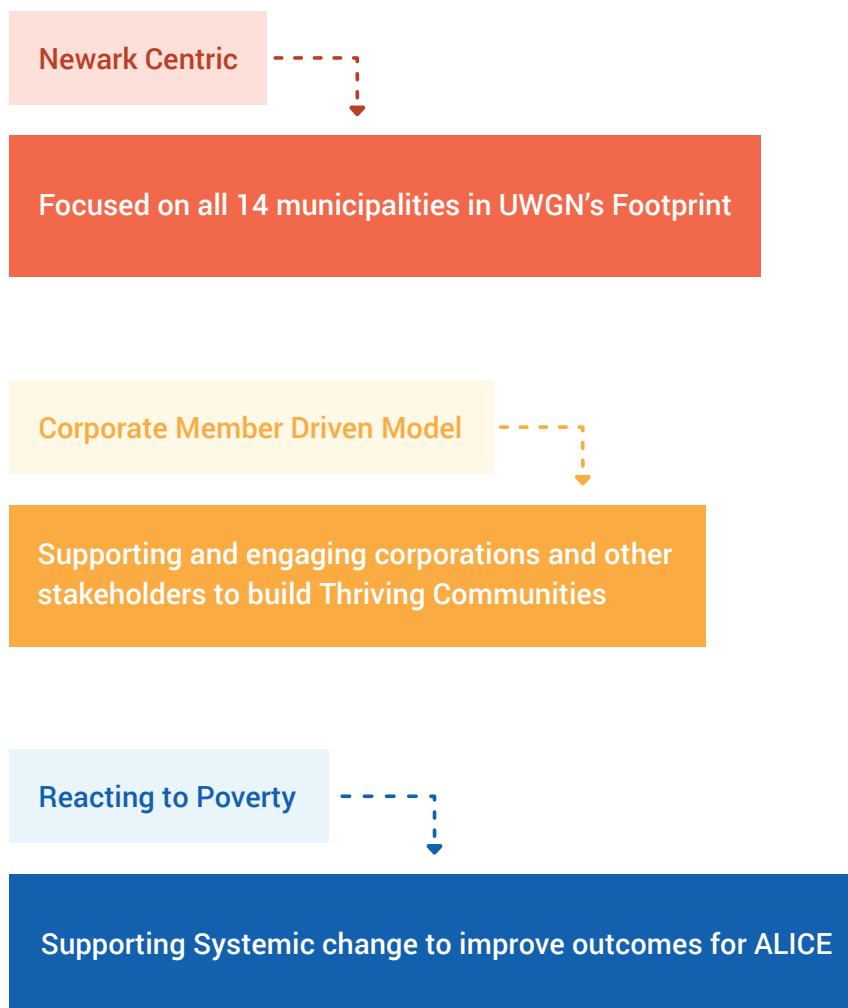 Newark Centric
Focused on all 14 municipalities in UWGN’s Footprint
Corporate Member Driven Model
Supporting and engaging corporations and other
stakeholders to build Thriving Communities
Reacting to Poverty
Supporting Systemic change to improve outcomes for ALICE